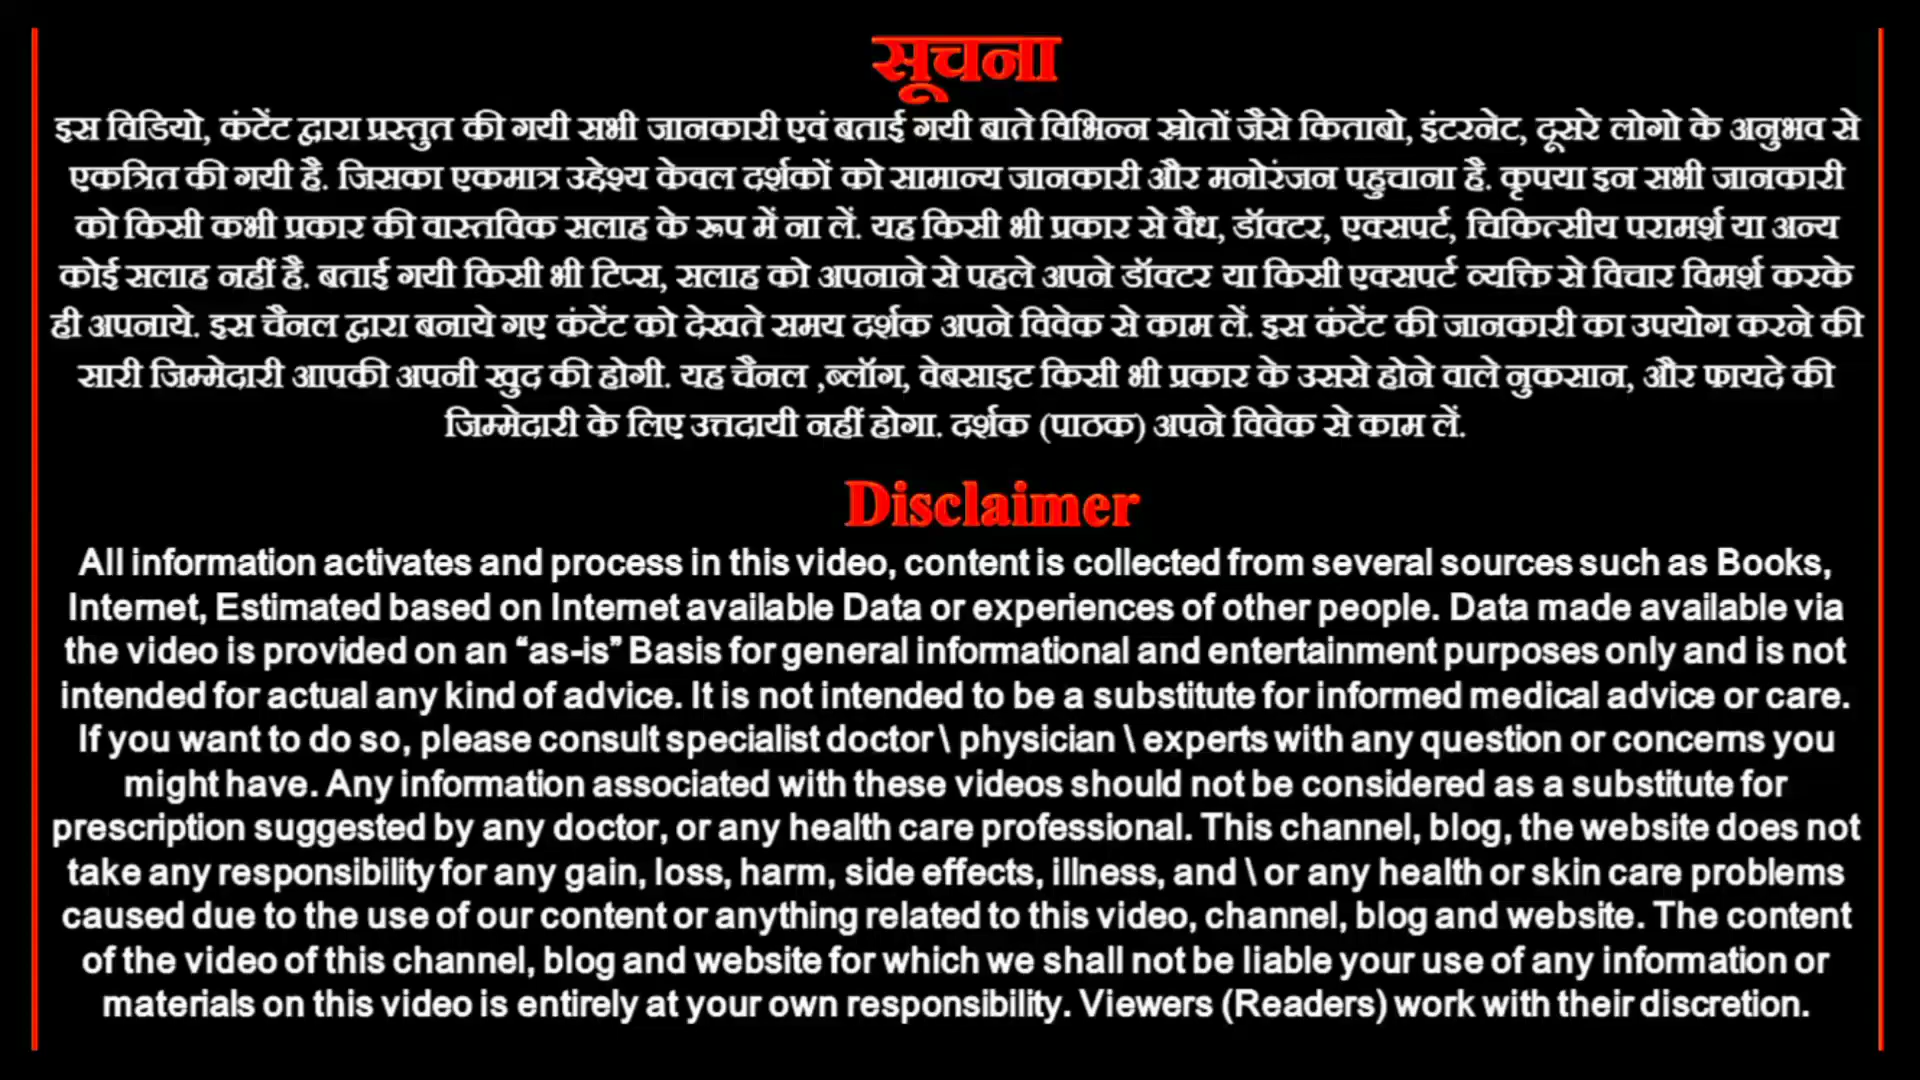 सूचना
इस विडियो, कंटेंट द्वारा प्रस्तुत की गयी सभी जानकारी एवं बताई गयी बाते विभिन्न स्रोतों जैसे किताबो, इंटरनेट, दूसरे लोगो के अनुभव से
एकत्रित की गयी है. जिसका एकमात्र उद्देश्य केवल दर्शकों को सामान्य जानकारी और मनोरंजन पहुचाना है. कृपया इन सभी जानकारी
को किसी कभी प्रकार की वास्तविक सलाह के रूप में ना लें. यह किसी भी प्रकार से वैध, डॉक्टर, एक्सपर्ट, चिकित्सीय परामर्श या अन्य
कोई सलाह नहीं है. बताई गयी किसी भी टिप्स, सलाह को अपनाने से पहले अपने डॉक्टर या किसी एक्सपर्ट व्यक्ति से विचार विमर्श करके
ही अपनाये. इस चैनल द्वारा बनाये गए कंटेंट को देखते समय दर्शक अपने विवेक से काम लें. इस कंटेंट की जानकारी का उपयोग करने की
सारी जिम्मेदारी आपकी अपनी खुद की होगी. यह चैनल ,ब्लॉग, वेबसाइट किसी भी प्रकार के उससे होने वाले नुकसान, और फायदे की
जिम्मेदारी के लिए उत्तदायी नहीं होगा. दर्शक (पाठक) अपने विवेक से काम लें.
Disclaimer
All information activates and process in this video, content is collected from several sources such as Books,
Internet, Estimated based on Internet available Data or experiences of other people. Data made available via
the video is provided on an “as-is” Basis for general informational and entertainment purposes only and is not
intended for actual any kind of advice. It is not intended to be a substitute for informed medical advice or care.
If you want to do so, please consult specialist doctor \ physician \ experts with any question or concerns you
might have. Any information associated with these videos should not be considered as a substitute for
prescription suggested by any doctor, or any health care professional. This channel, blog, the website does not
take any responsibility for any gain, loss, harm, side effects, illness, and \ or any health or skin care problems
caused due to the use of our content or anything related to this video, channel, blog and website. The content
of the video of this channel, blog and website for which we shall not be liable your use of any information or
materials on this video is entirely at your own responsibility. Viewers (Readers) work with their discretion.